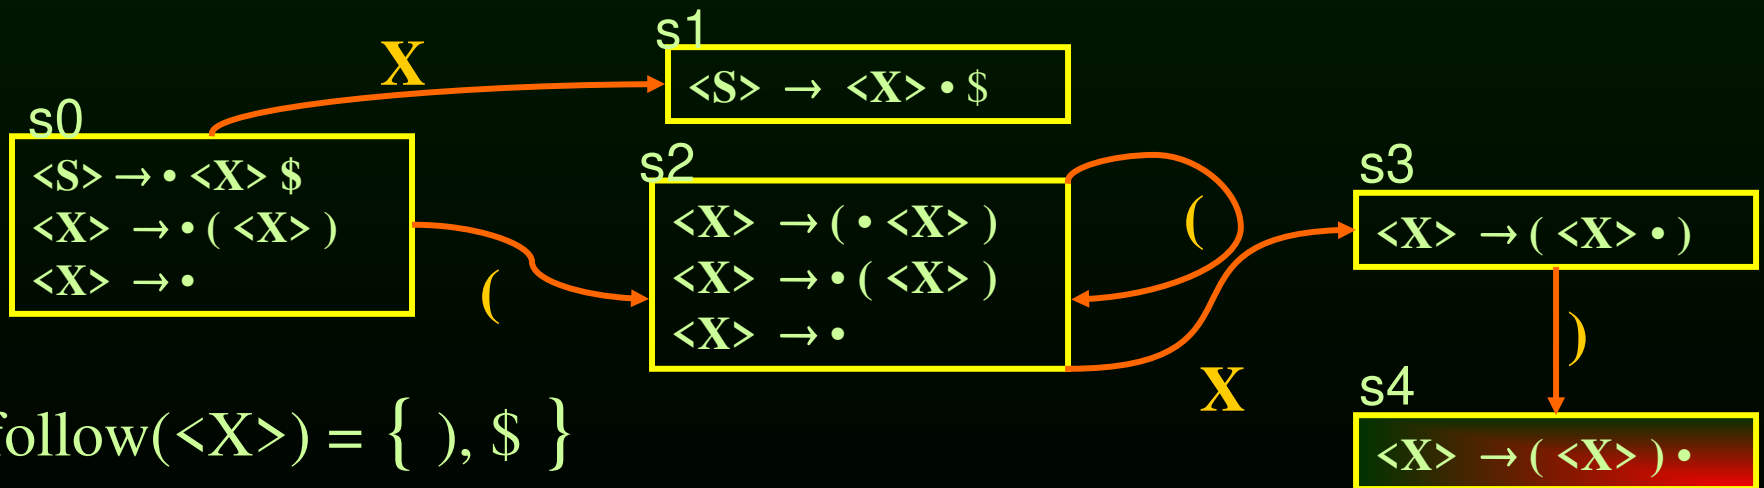 X
s1
<S> → <X> • $
s0
<S> → • <X> $
<X> → • ( <X> )
<X> → •
(
s2
<X> → ( • <X> )
<X> → • ( <X> )
<X> → •
(
X
s3
<X> → ( <X> • )
)
s4
<X> → ( <X> ) •
follow(<X>) = { ), $ }